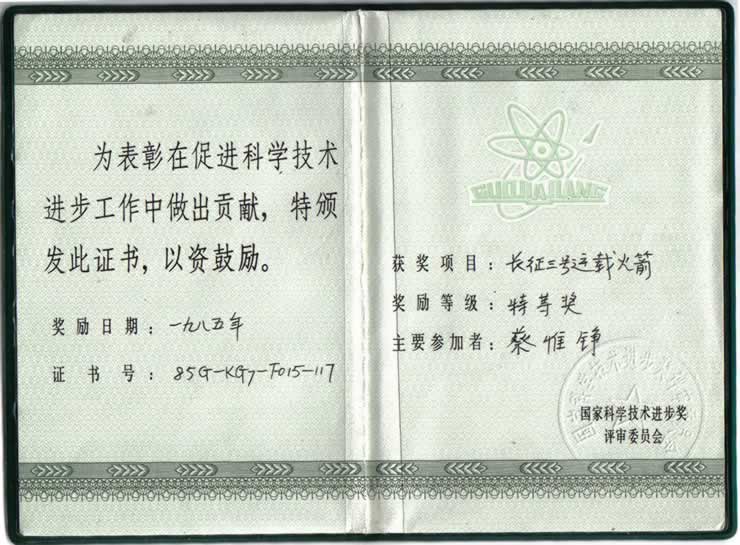 为表彰在促进科学技术
进步工作中做出贡献，特颁
发此证书，以资鼓励。
奖励日期：一九八五年
证书号：85G-KG7-F015-117
GUOJIAJIANG
获奖项目：长征三号运载火箭
奖励等级：特等奖
主要参加者：蔡惟铮
国家科学技术进步奖
评审委员会